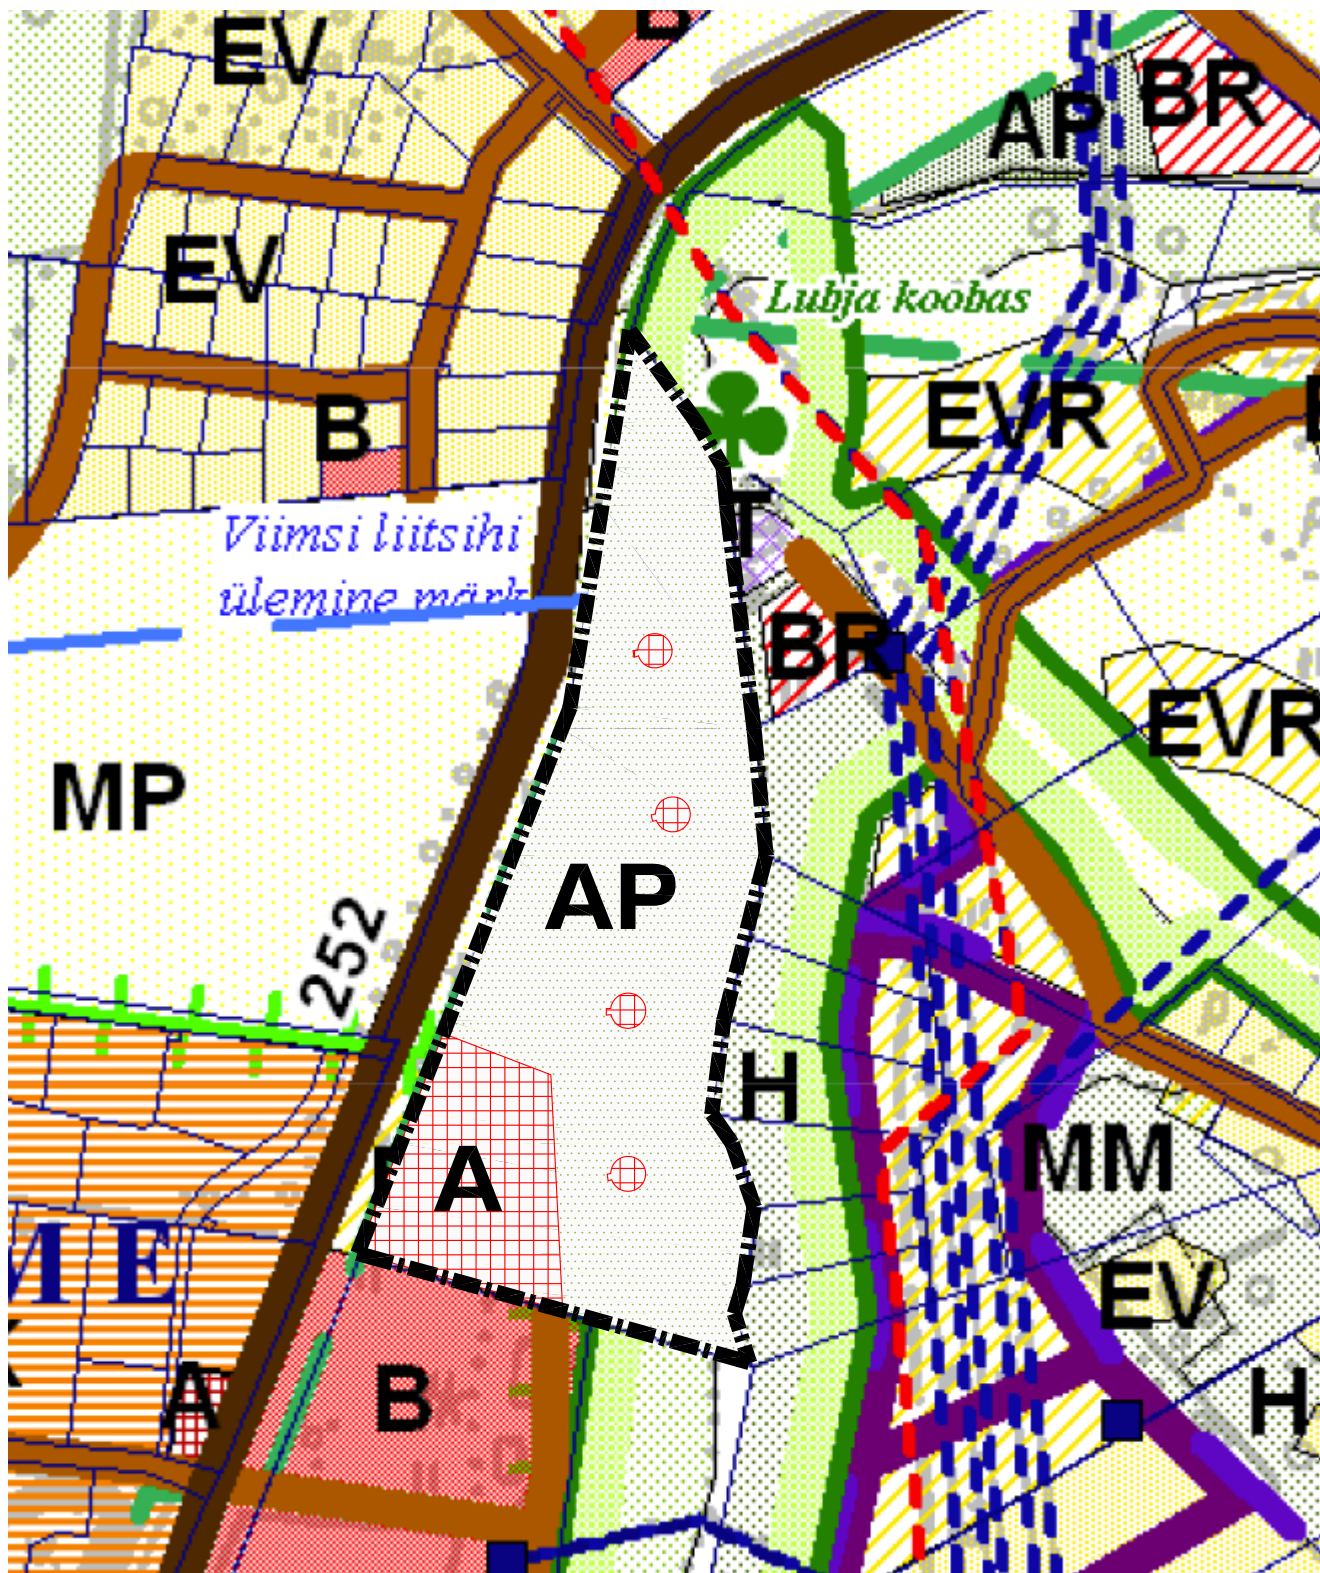 EV
B
BR
AP
EV
Lubja koobas
B
EVR
T
Viimsi liitsihi
ülemine märk
BR
EVR
MP
AP
252
H
MM
A
ME
EV
A
B
H